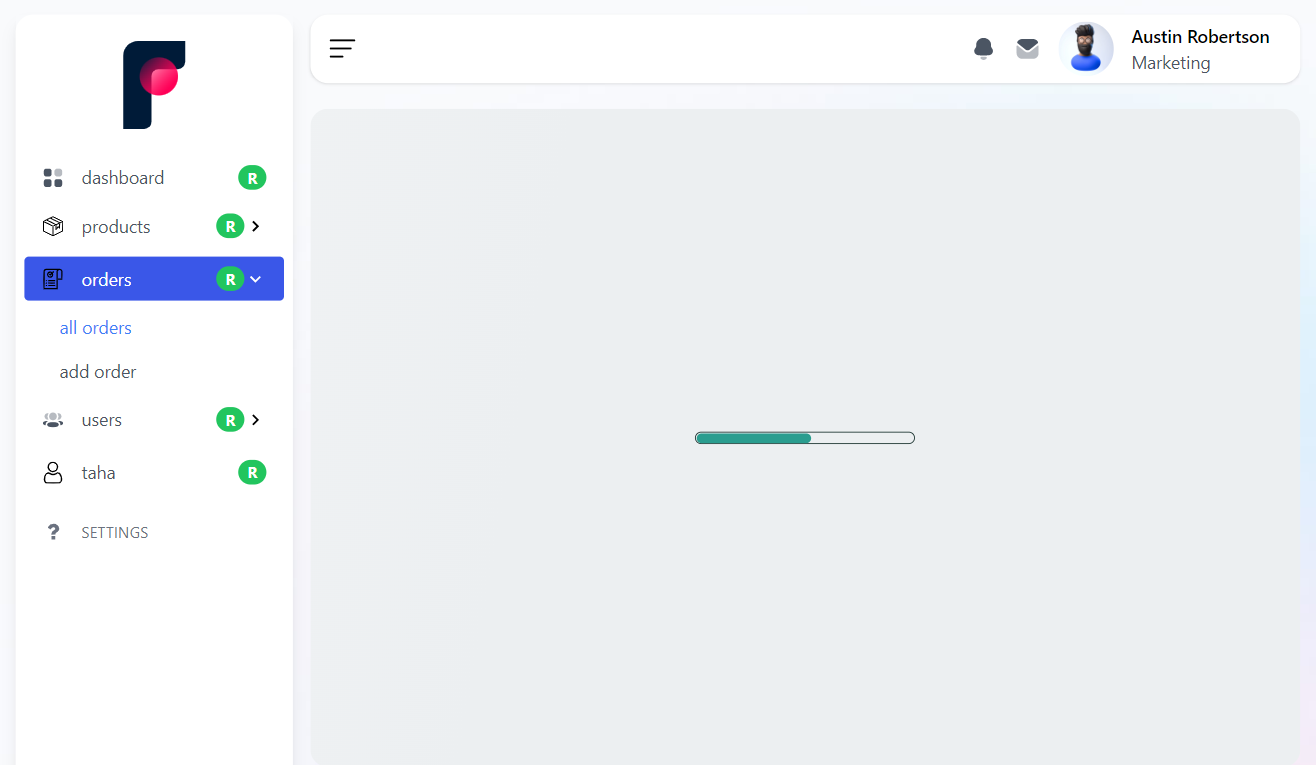 Austin Robertson
Marketing
dashboard R
products R
orders R
all orders
add order
users R
taha R
? SETTINGS